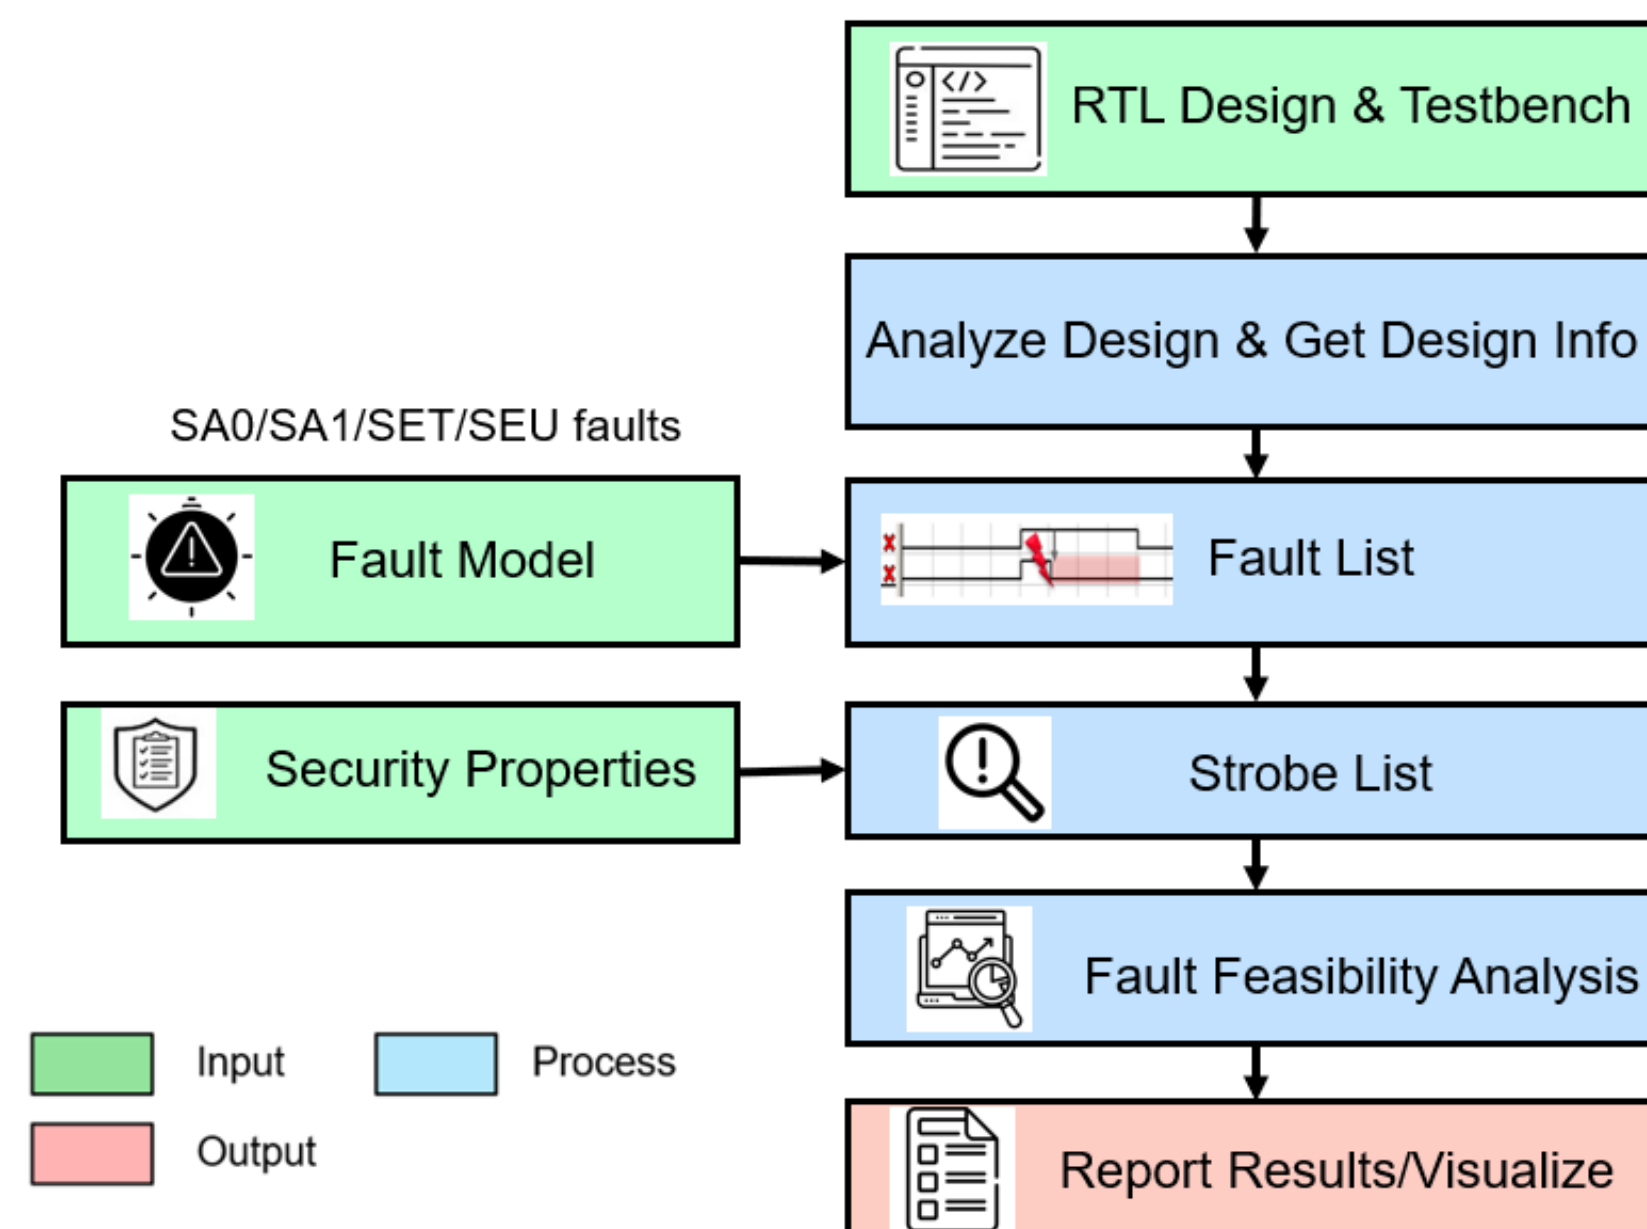 RTL Design & Testbench
Analyze Design & Get Design Info
SA0/SA1/SET/SEU faults
Fault Model
Fault List
Security Properties
Strobe List
Fault Feasibility Analysis
Input
Process
Output
Report Results/Visualize